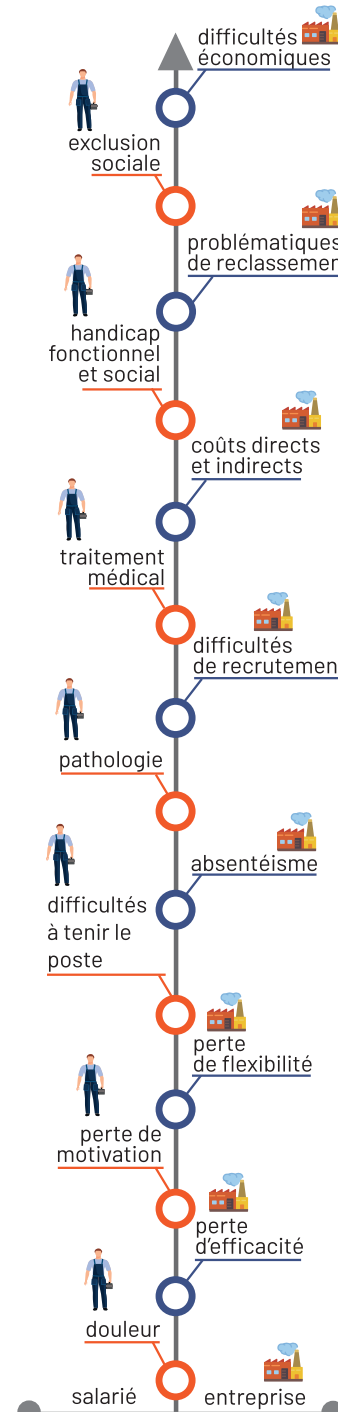 difficultés
économiques
exclusion
sociale
problématiques
de reclassemen
handicap
fonctionnel
et social
coûts directs
et indirects
traitement
médical
difficultés
de recrutemen
pathologie
absentéisme
difficultés
à tenir le
poste
perte
de flexibilité
perte de
motivation
perte
d'efficacité
douleur
salarié
entreprise